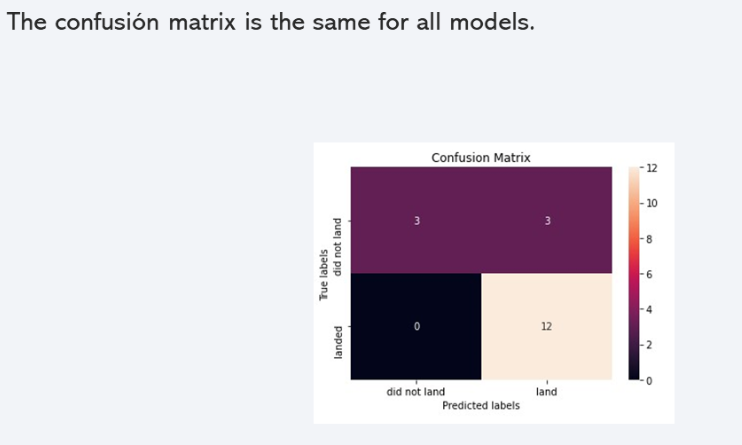 The confusión matrix is the same for all models.
Confusion Matrix
12
10
8
6
4
2
0
True labels
did not land
landed
3 3
0 12
did not land land
Predicted labels